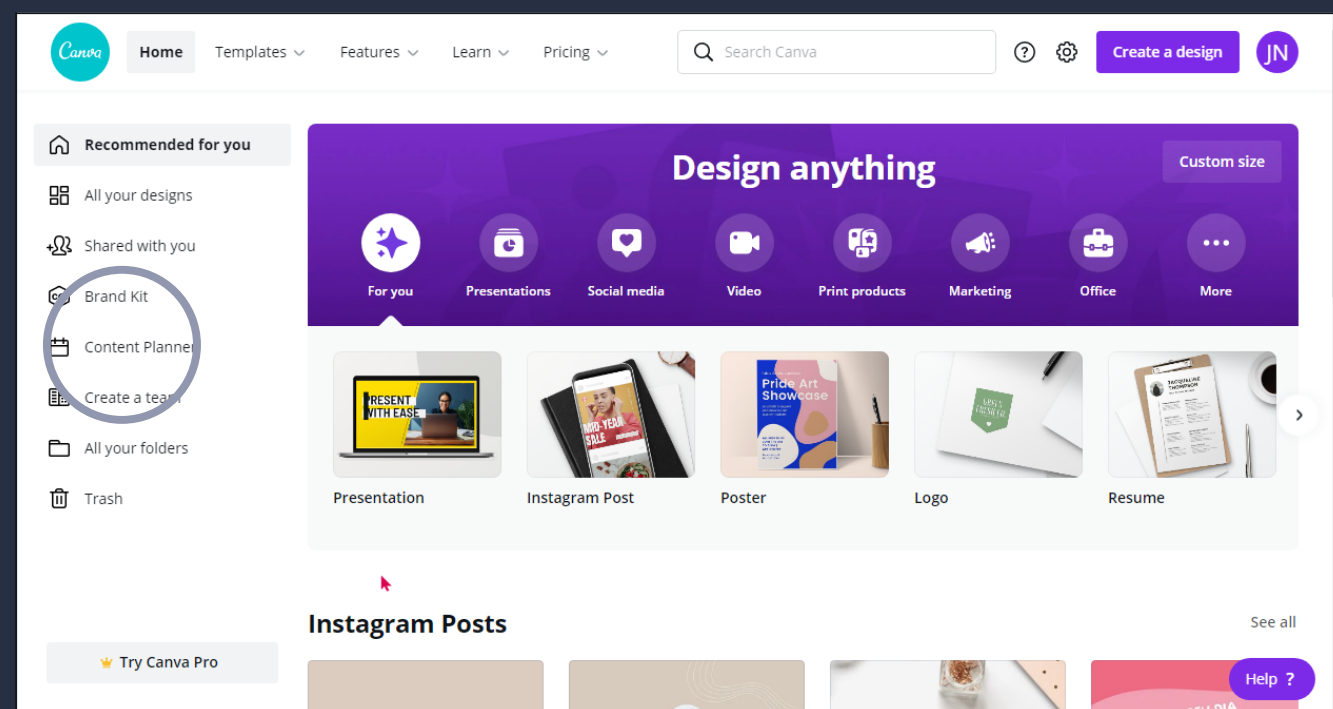 Canva
Home
Templates
Features
Learn
Pricing
Search Canva
Create a design
JN
Recommended for you
All your designs
Shared with you
Brand Kit
Content Planner
Create a team
All your folders
Trash
Try Canva Pro
Design anything
Custom size
For you
Presentations
Social media
Video
Print products
Marketing
Office
More
PRESENT
WITH EASE
MID-YEAR
SALE
Pride Art
Showcase
JACQUELINE
THOMPSON
Presentation
Instagram Post
Poster
Logo
Resume
Instagram Posts
See all
Help ?